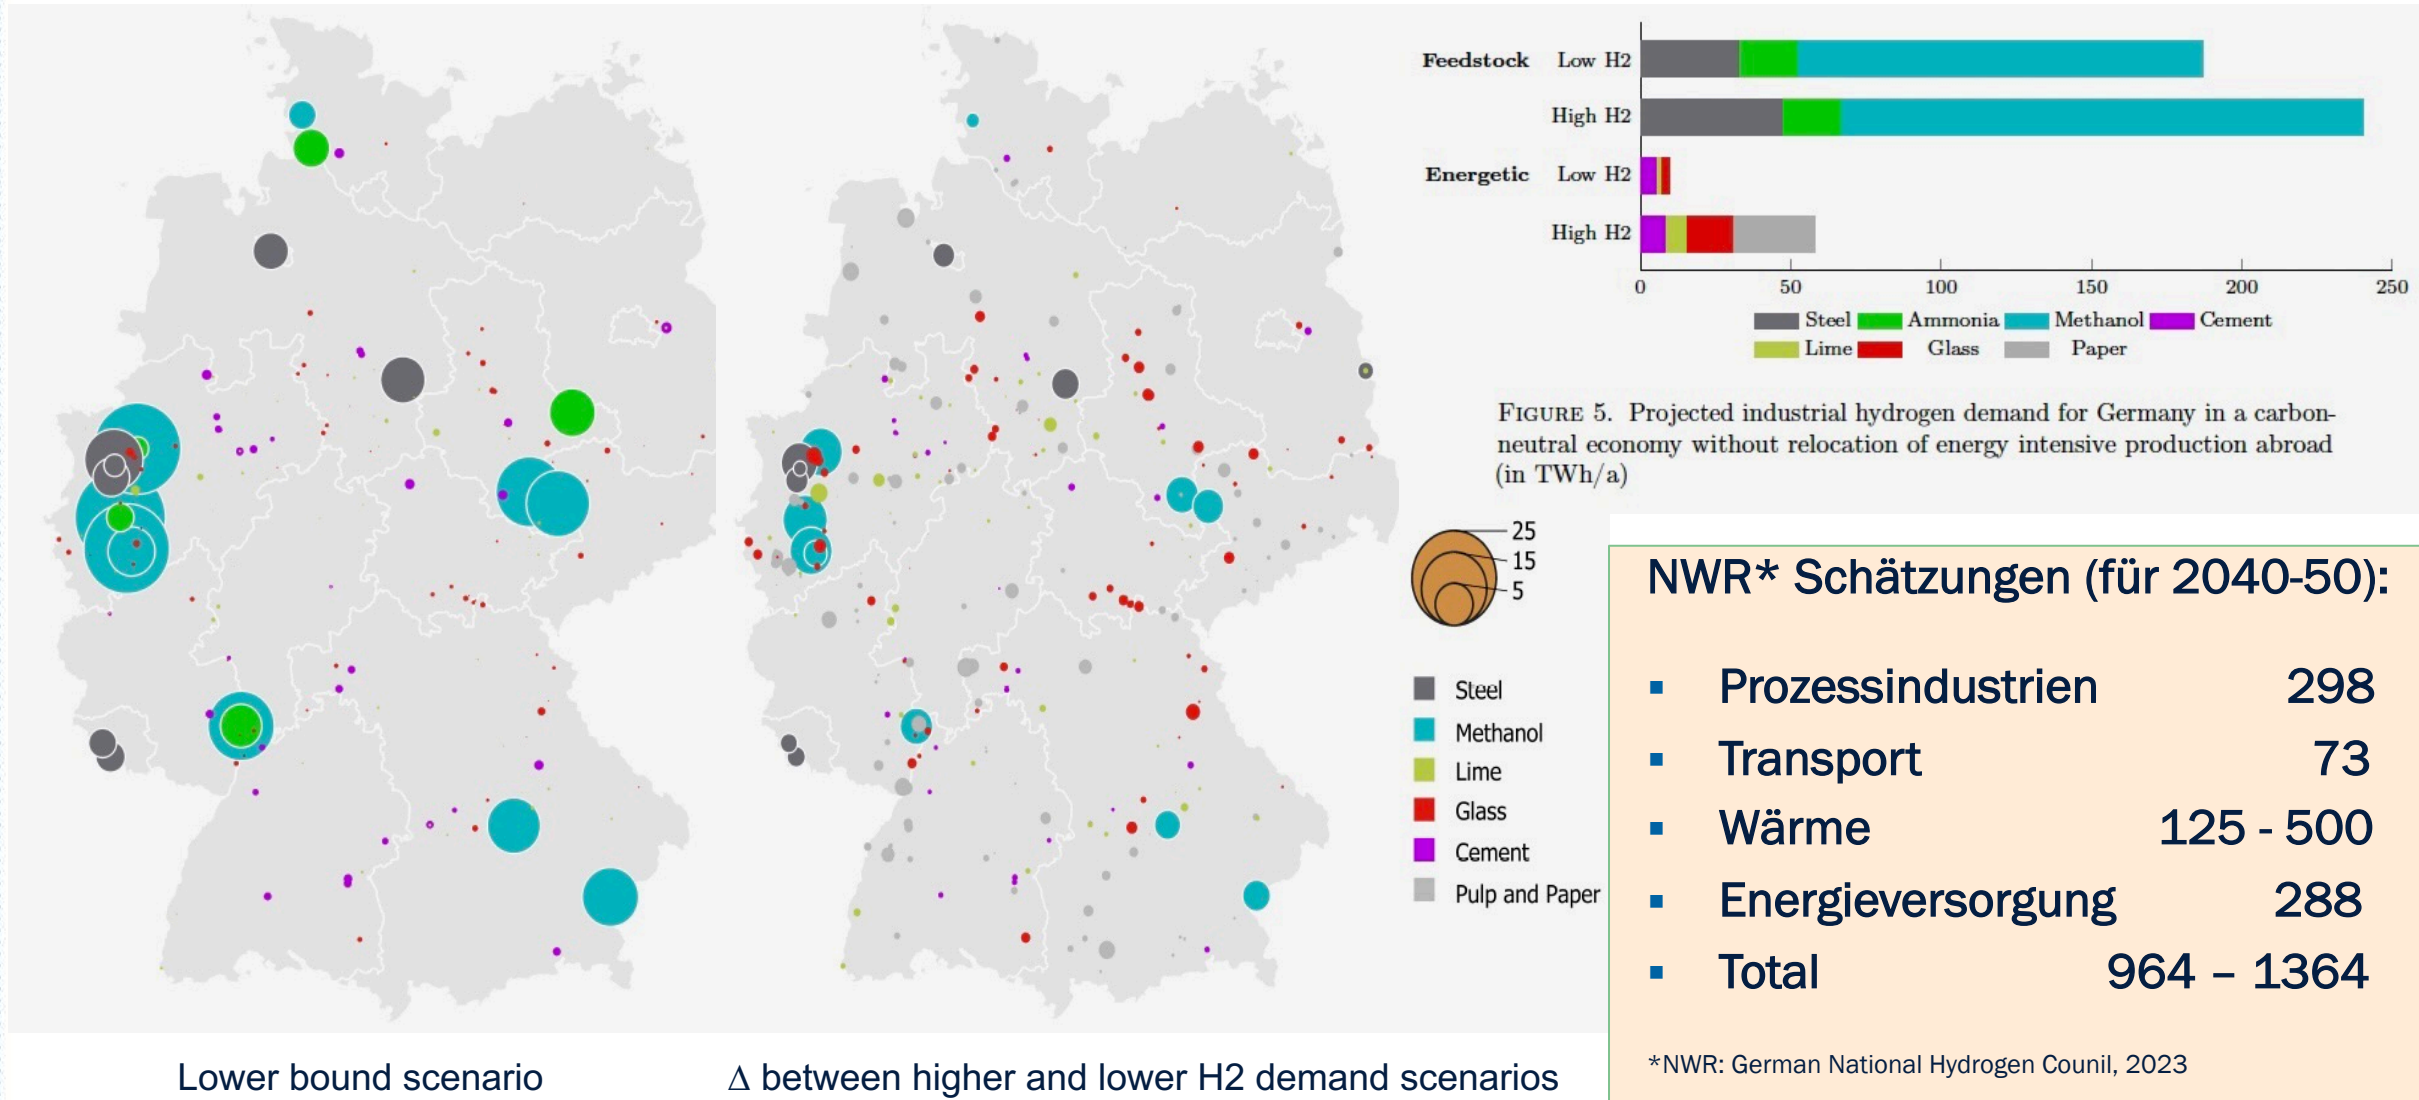 Feedstock Low H2
High H2
Energetic Low H2
High H2
0 50 100 150 200 250
Steel Ammonia Methanol Cement
Lime Glass Paper
FIGURE 5. Projected industrial hydrogen demand for Germany in a carbon-
neutral economy without relocation of energy intensive production abroad
(in TWh/a)
25
15
5
Steel
Methanol
Lime
Glass
Cement
Pulp and Paper
NWR* Schätzungen (für 2040-50):
▪ Prozessindustrien 298
▪ Transport 73
▪ Wärme 125 - 500
▪ Energieversorgung 288
▪ Total 964 – 1364
*NWR: German National Hydrogen Counil, 2023
Lower bound scenario
Δ between higher and lower H2 demand scenarios